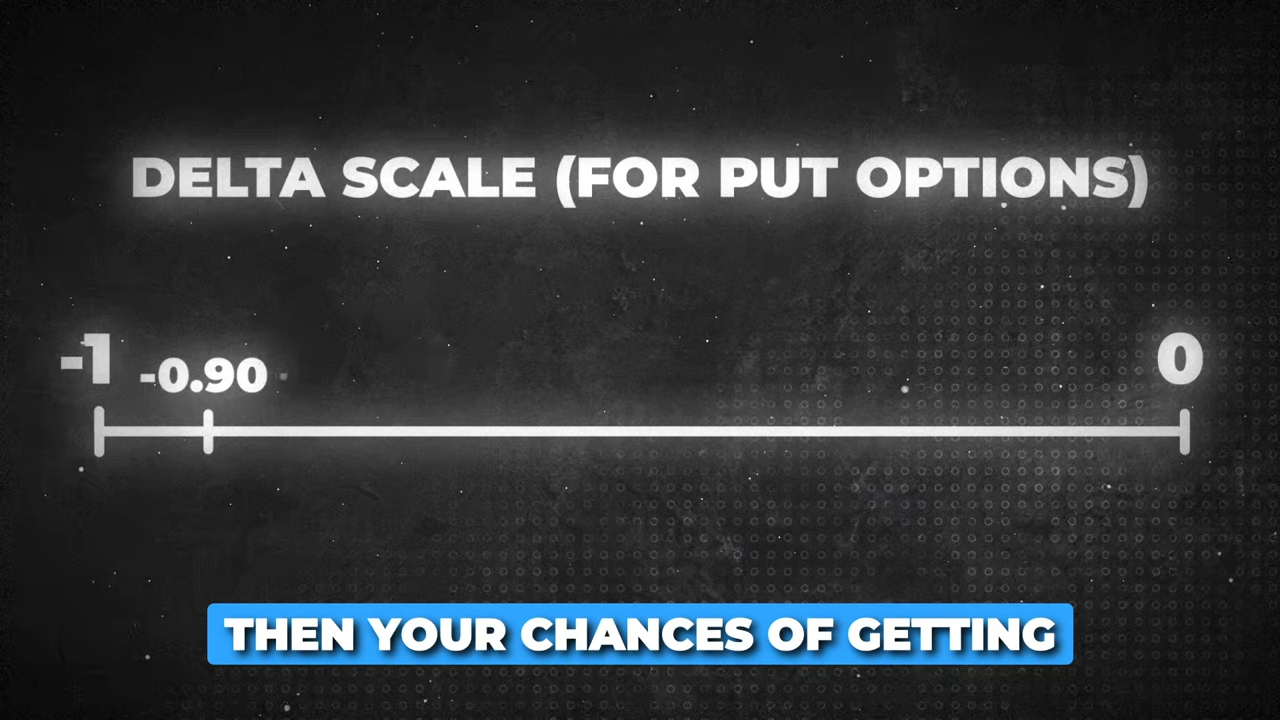 DELTA SCALE (FOR PUT OPTIONS)
-1 -0.90 0
THEN YOUR CHANCES OF GETTING